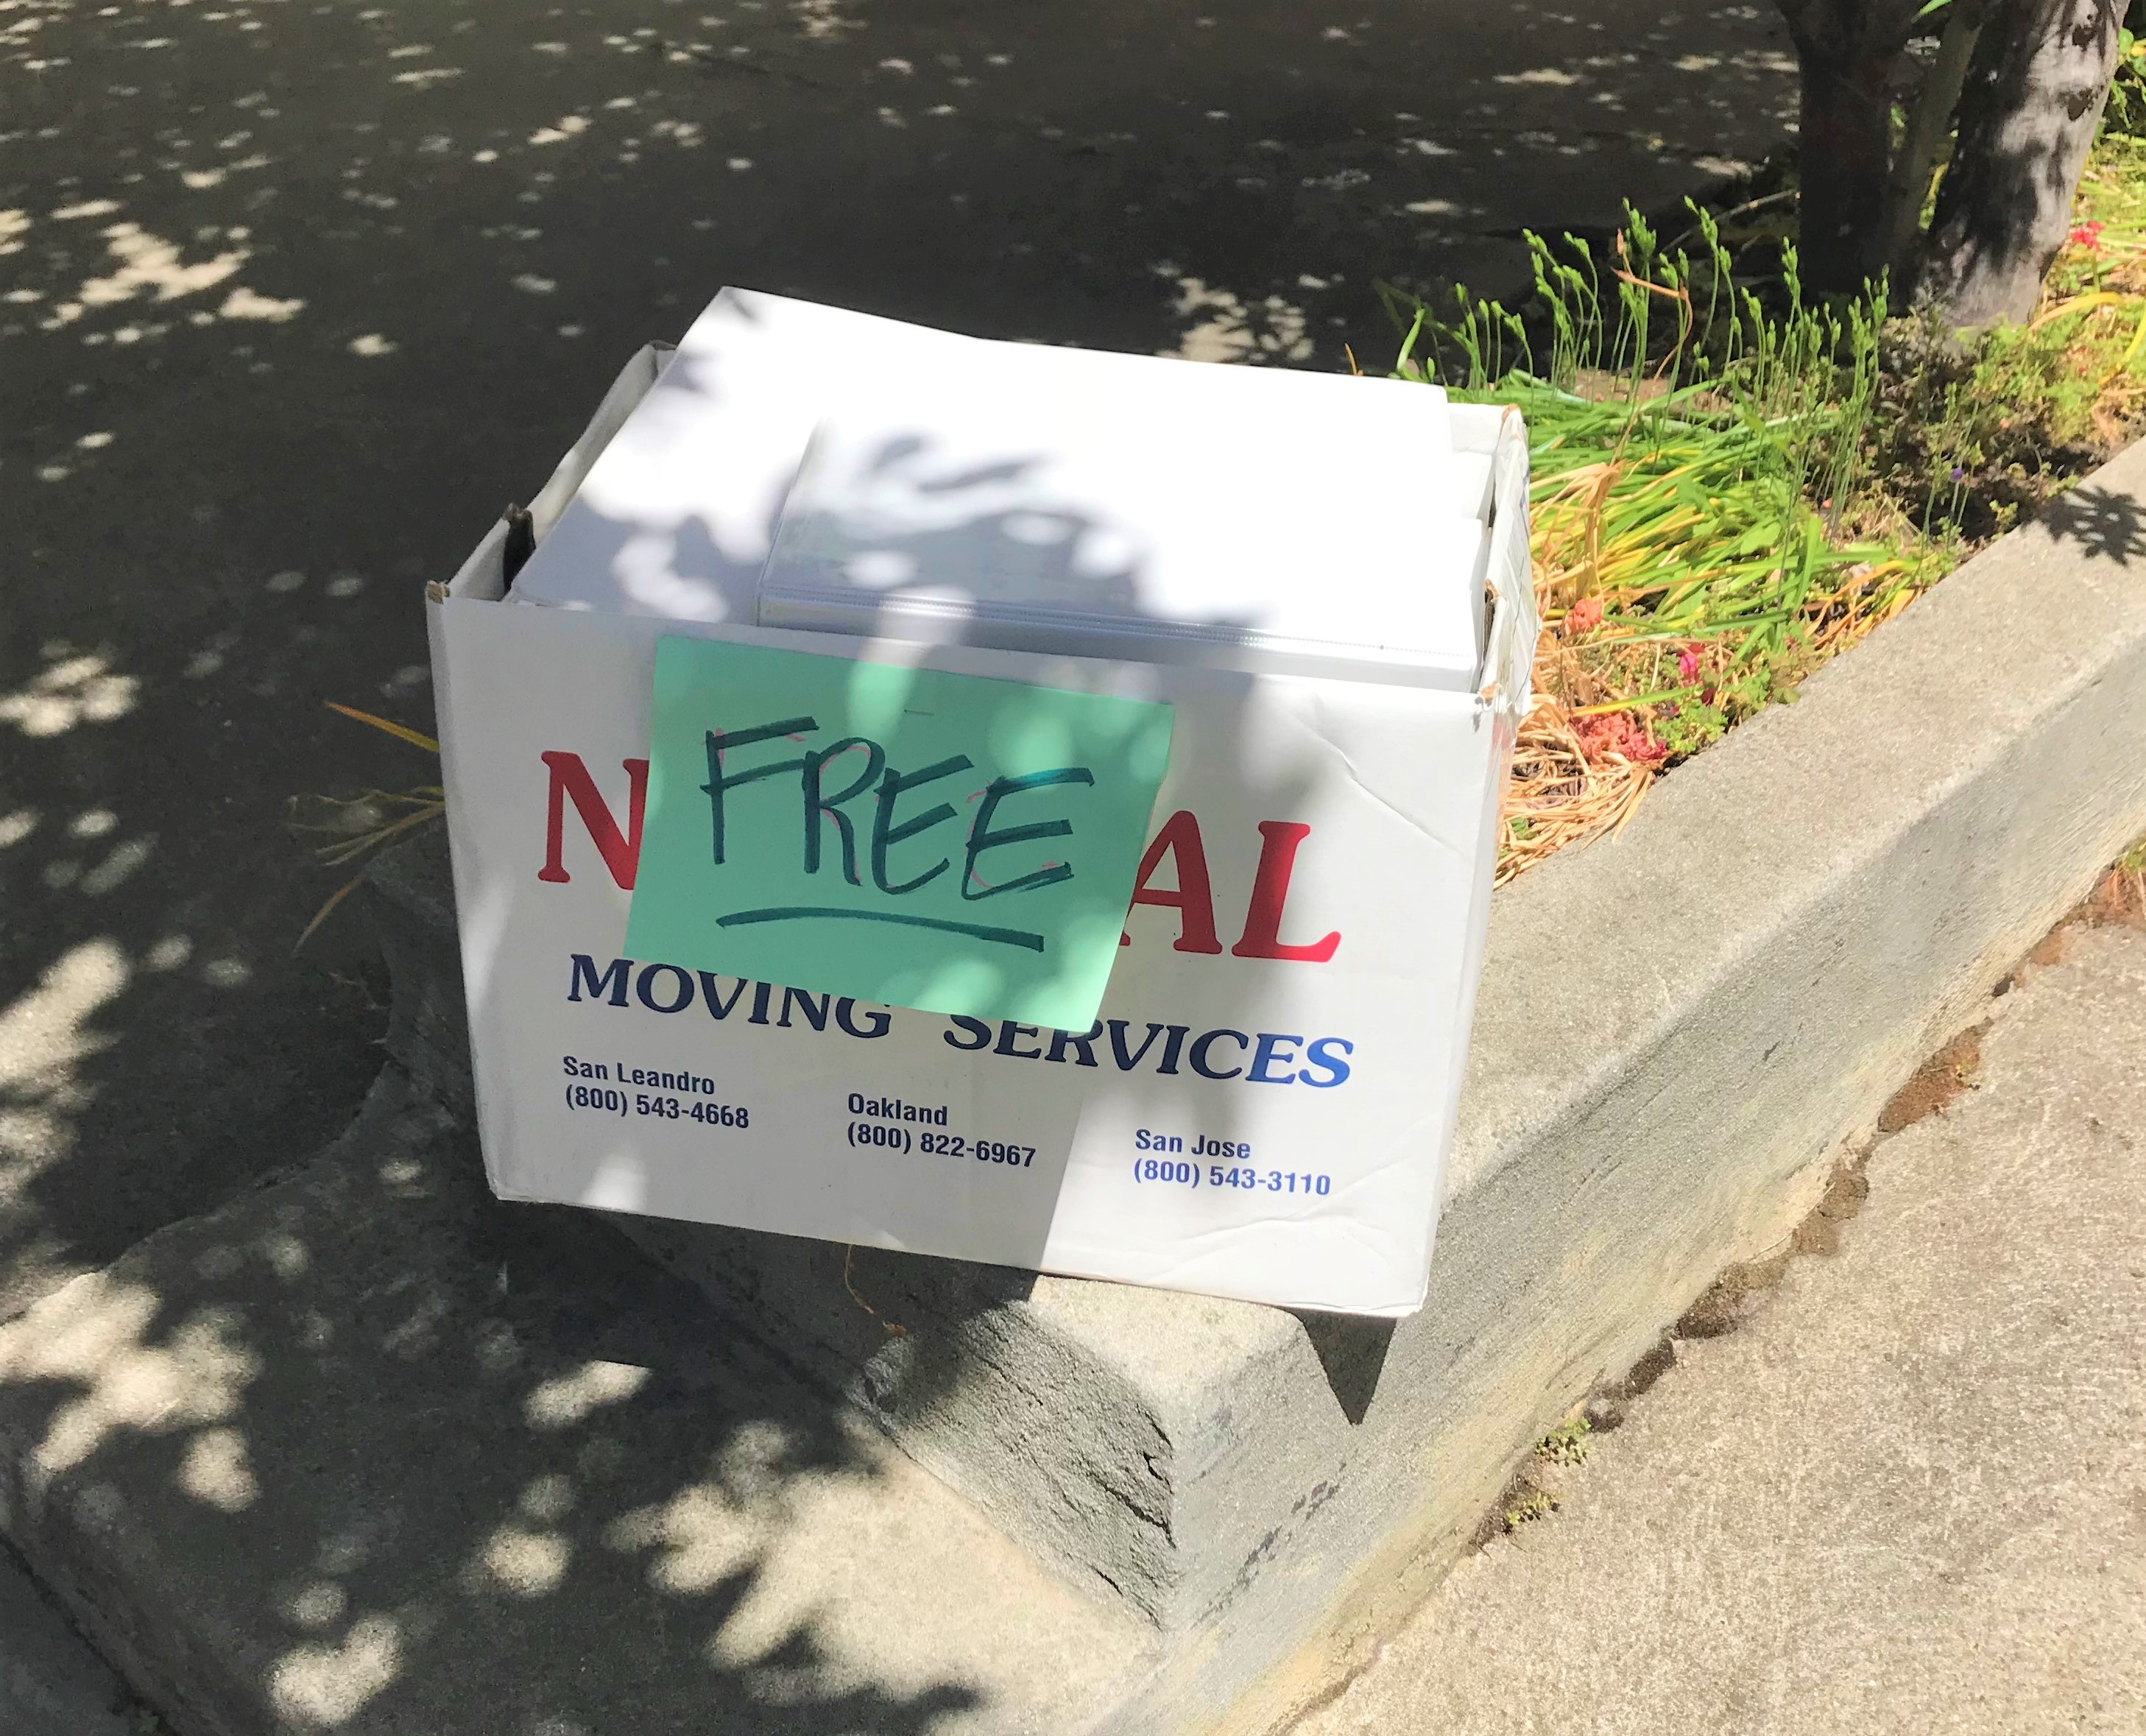 FREE
N AL
MOVING SERVICES
San Leandro
(800) 543-4668
Oakland
(800) 822-6967
San Jose
(800) 543-3110